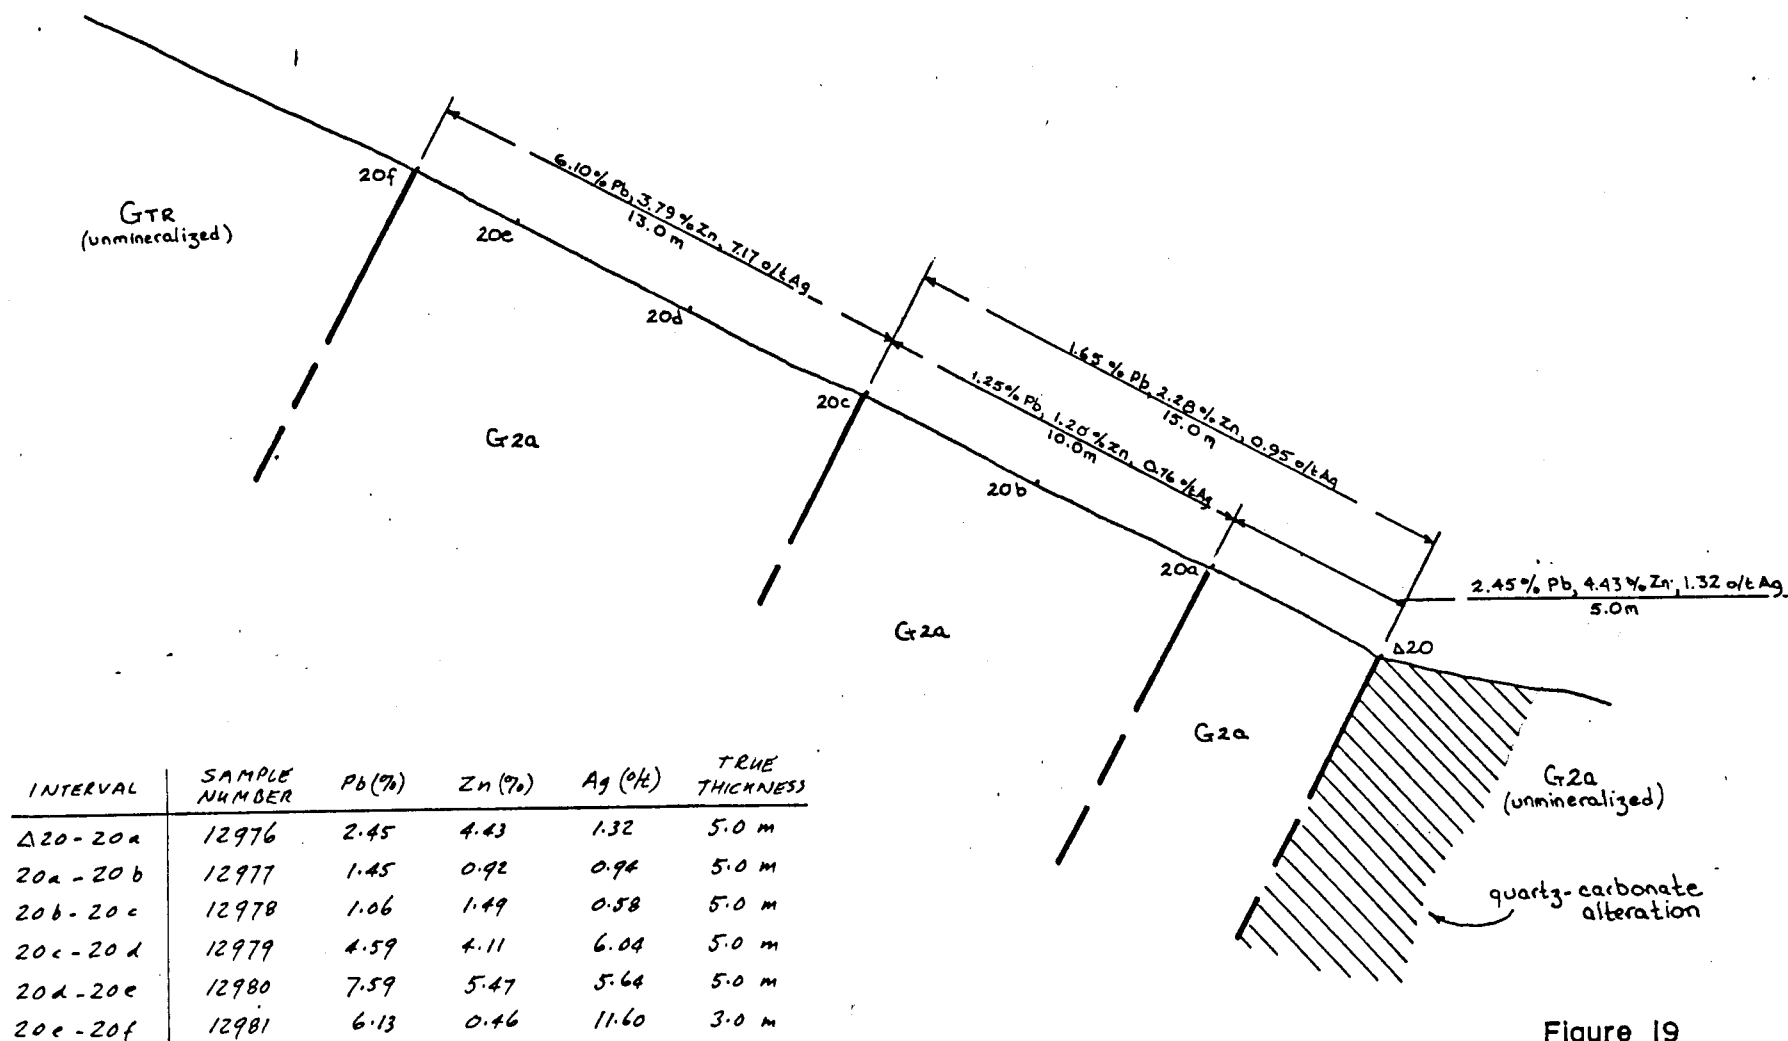 20f
GTR
(unmineralized)
20e
6.10% Pb, 3.79% Zn, 7.17 o/t Ag
13.0 m
20d
G2a
20c
1.65% Pb, 2.28% Zn, 0.95 o/t Ag
15.0 m
1.25% Pb, 1.20% Zn, 0.76 o/t Ag
10.0 m
20b
20a
2.45% Pb, 4.43% Zn, 1.32 o/t Ag
5.0 m
G2a
Δ20
G2a
G2a
(unmineralized)
quartz-carbonate
alteration
INTERVAL SAMPLE NUMBER Pb (%) Zn (%) Ag (o/t) TRUE THICKNESS
Δ20 - 20a 12976 2.45 4.43 1.32 5.0 m
20a - 20b 12977 1.45 0.92 0.94 5.0 m
20b - 20c 12978 1.06 1.49 0.58 5.0 m
20c - 20d 12979 4.59 4.11 6.04 5.0 m
20d - 20e 12980 7.59 5.47 5.64 5.0 m
20e - 20f 12981 6.13 0.46 11.60 3.0 m
Figure 19